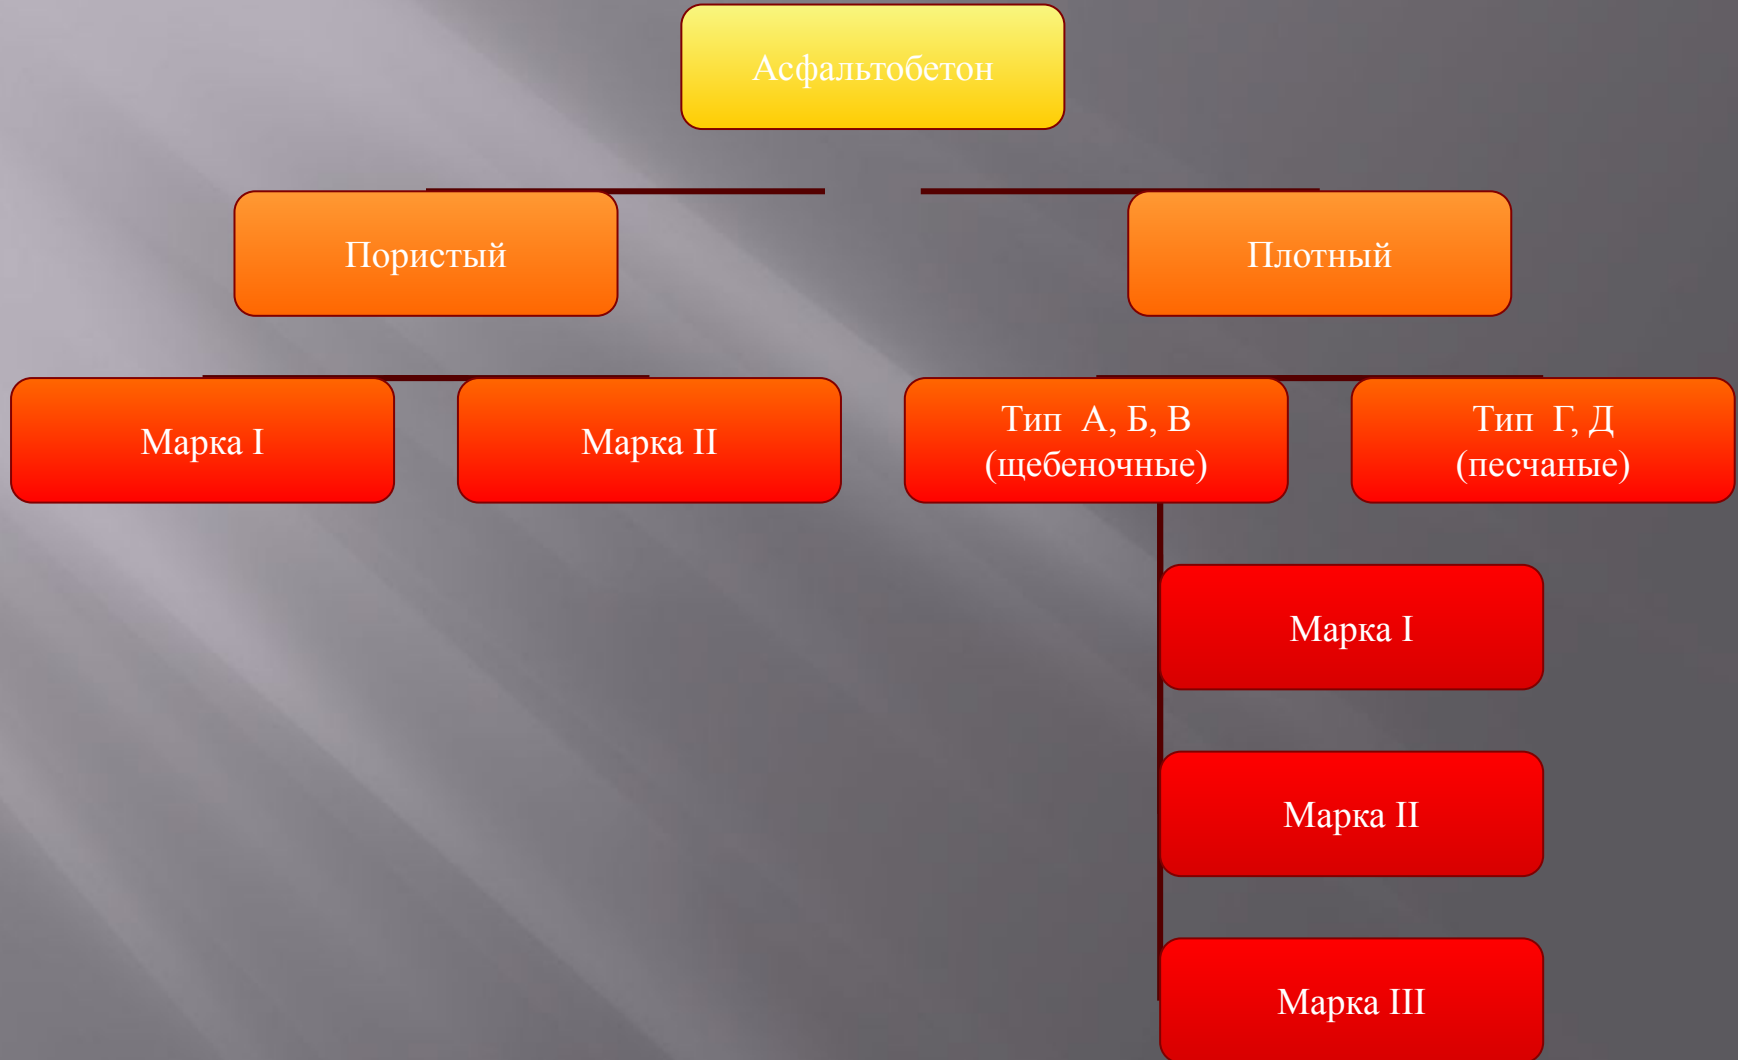 Асфальтобетон
Пористый
Плотный
Марка I
Марка II
Тип  А, Б, В
(щебеночные)
Тип  Г, Д
(песчаные)
Марка I
Марка II
Марка III